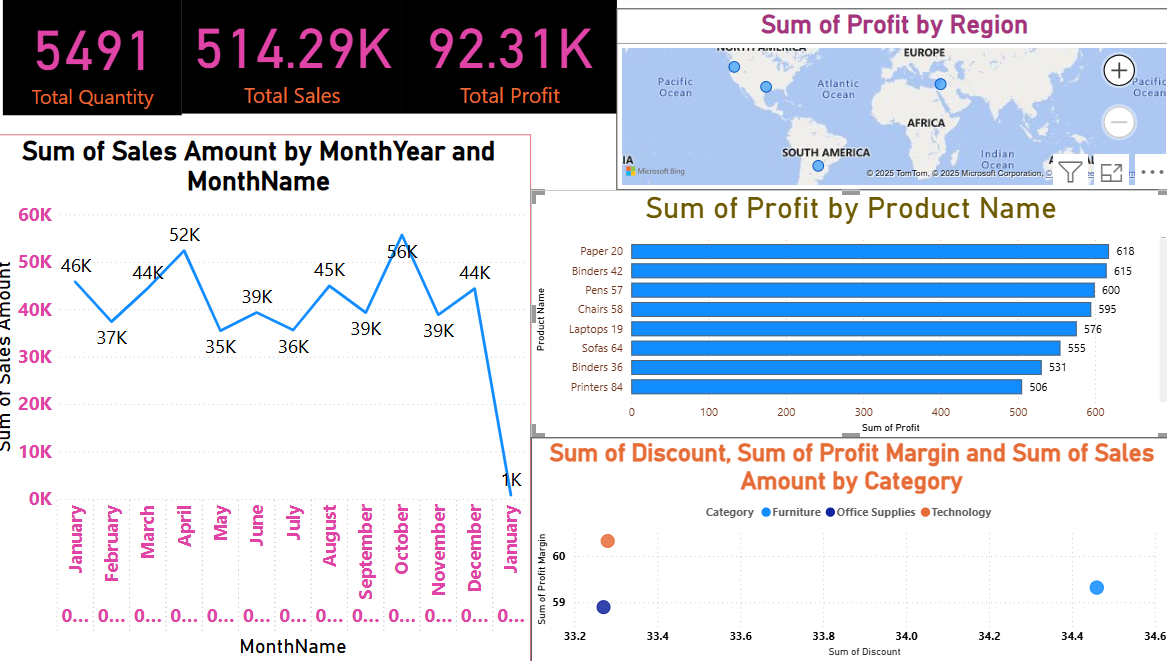 5491
Total Quantity
514.29K
Total Sales
92.31K
Total Profit
Sum of Profit by Region
NORTH AMERICA
EUROPE
Pacific
Ocean
Atlantic
Ocean
Pacific
Ocean
AFRICA
SOUTH AMERICA
Indian
Ocean
IA
Microsoft Bing
© 2025 TomTom, © 2025 Microsoft Corporation, ©
Sum of Sales Amount by MonthYear and
MonthName
Sum of Sales Amount
60K
50K
40K
30K
20K
10K
0K
46K
37K
44K
52K
35K
39K
36K
45K
39K
56K
39K
44K
1K
January
February
March
April
May
June
July
August
September
October
November
December
January
0...
0...
0...
0...
0...
0...
0...
0...
0...
0...
0...
0...
0...
MonthName
Sum of Profit by Product Name
Product Name
Paper 20
618
Binders 42
615
Pens 57
600
Chairs 58
595
Laptops 19
576
Sofas 64
555
Binders 36
531
Printers 84
506
0
100
200
300
400
500
600
Sum of Profit
Sum of Discount, Sum of Profit Margin and Sum of Sales
Amount by Category
Category Furniture Office Supplies Technology
Sum of Profit Margin
60
59
33.2
33.4
33.6
33.8
34.0
34.2
34.4
34.6
Sum of Discount